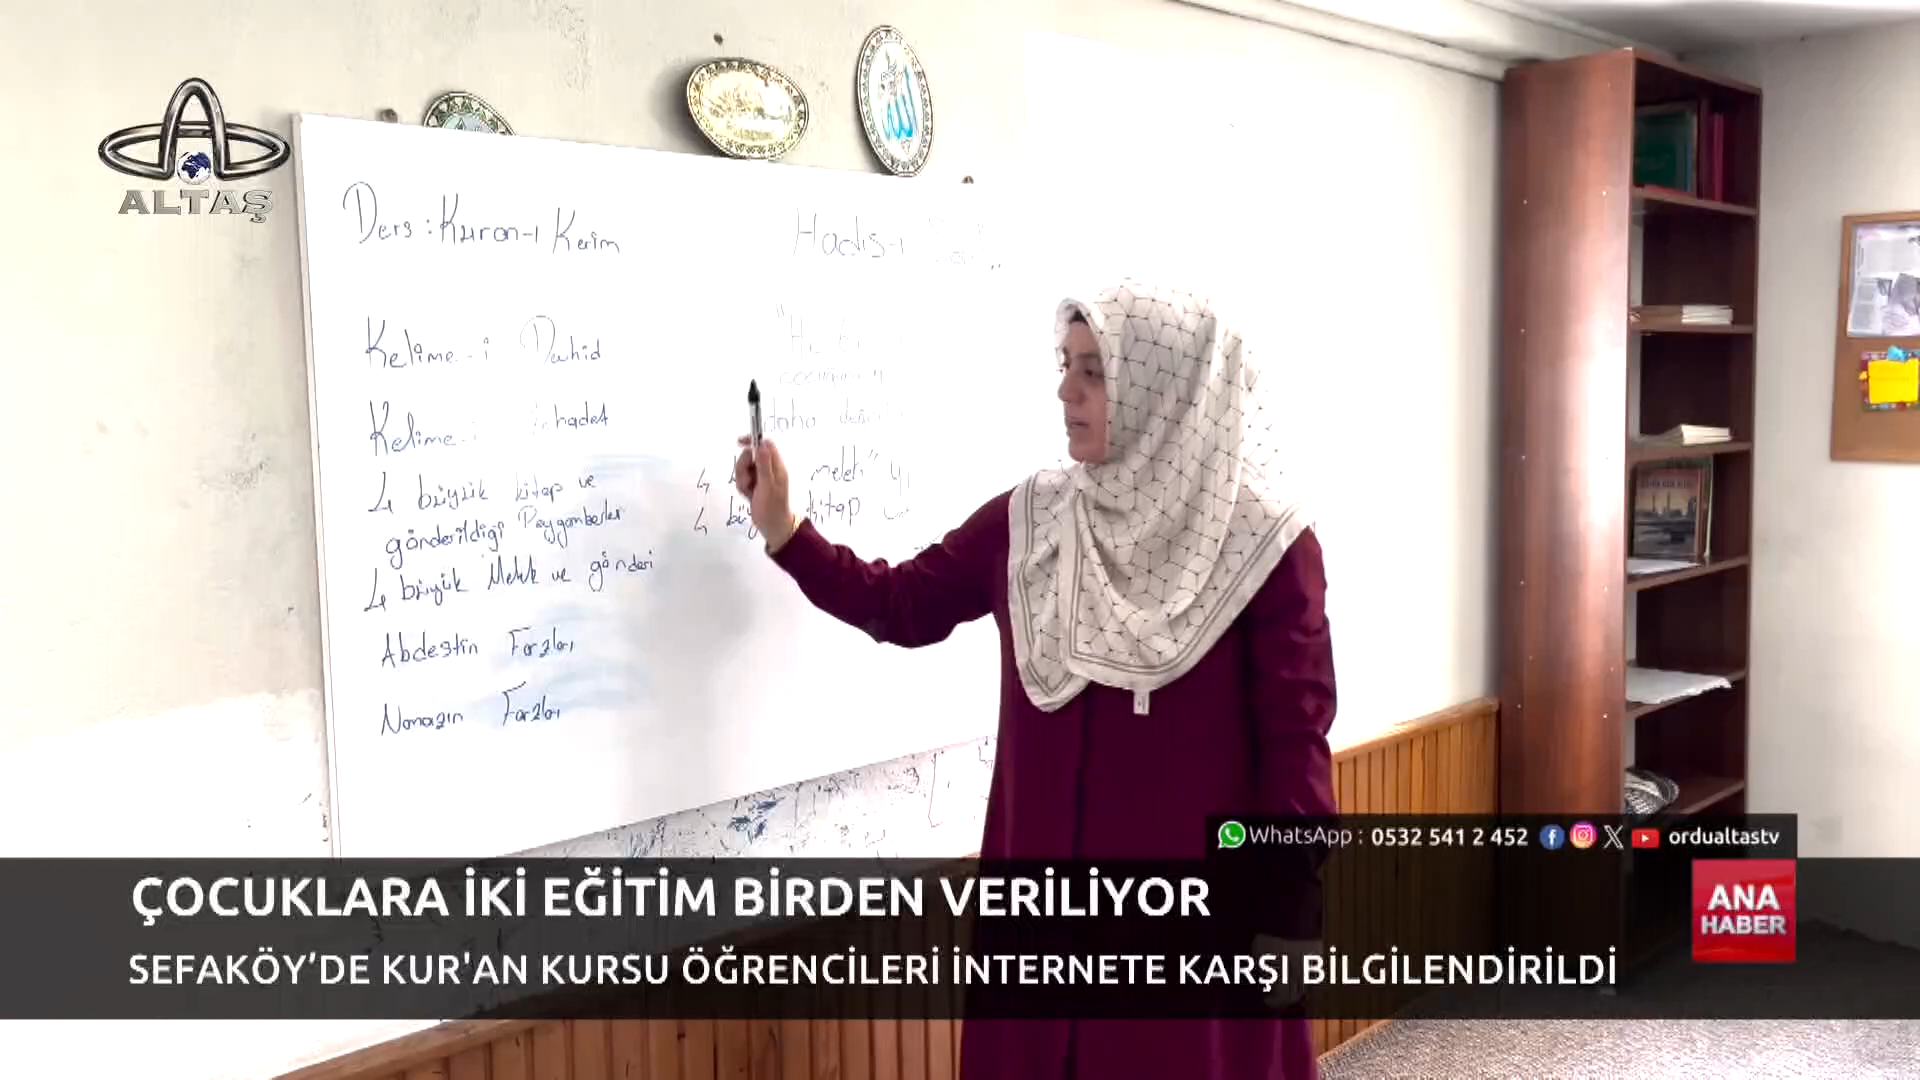 ALTAŞ
Ders : Kuran-ı Kerim
Hadis-ı
Kelime-i Tevhid
Kelime-i
4 büyük kitap ve
gönderildiği Peygamberler
4 büyük Melek ve görevleri
Abdestin Farzları
Namazın Farzları
daha
melek"
kitap
WhatsApp : 0532 541 2 452 ordualtastv
ÇOCUKLARA İKİ EĞİTİM BİRDEN VERİLİYOR
ANA
HABER
SEFAKÖY'DE KUR'AN KURSU ÖĞRENCİLERİ İNTERNETE KARŞI BİLGİLENDİRİLDİ